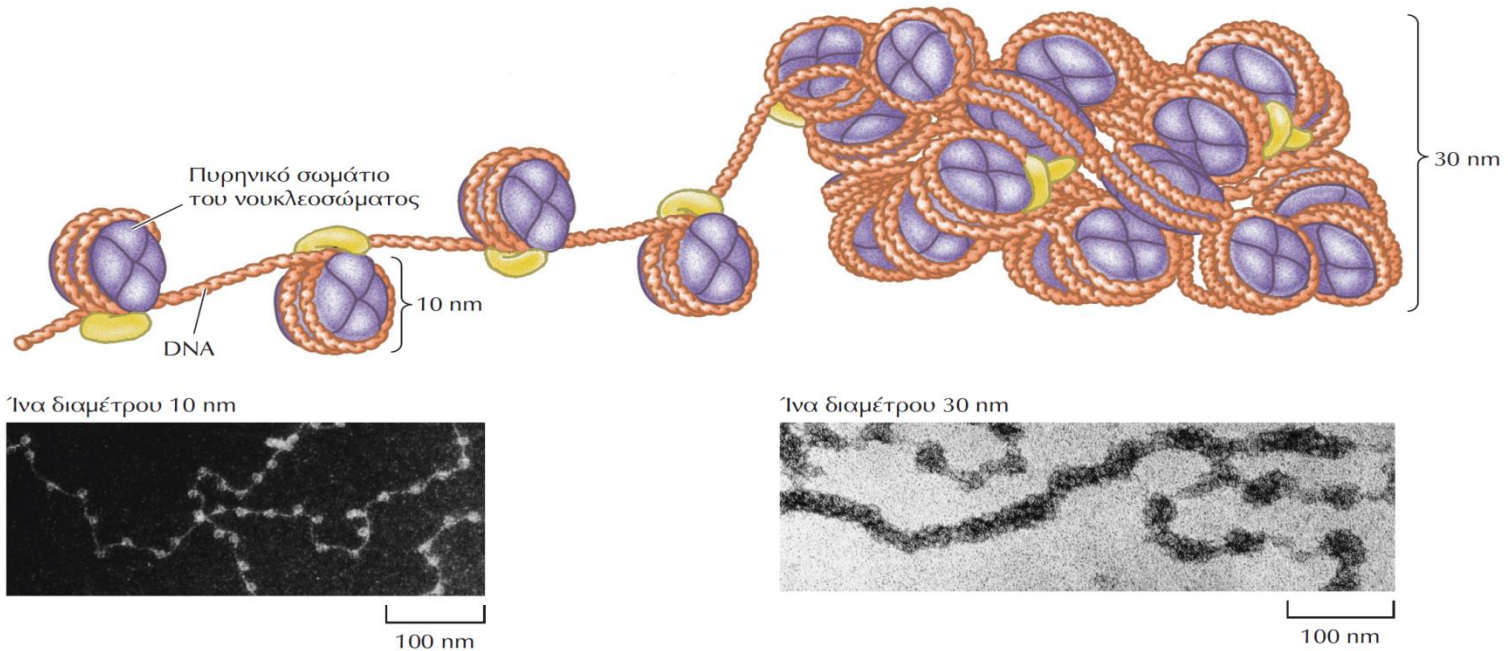 30 nm
Πυρηνικό σωμάτιο
του νουκλεοσώματος
10 nm
DNA
Ίνα διαμέτρου 10 nm
Ίνα διαμέτρου 30 nm
100 nm
100 nm